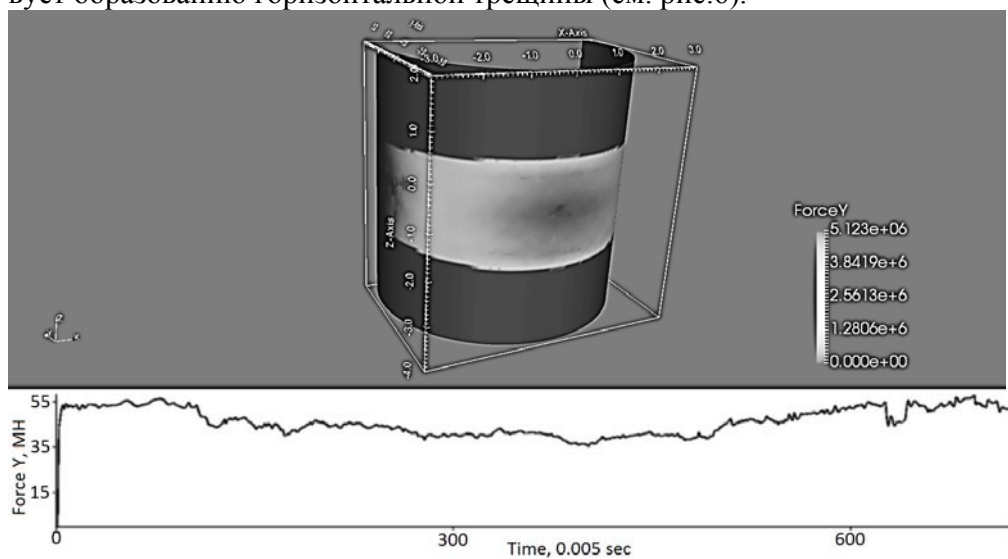 вует образованию горизонтальной трещины (см. рис.6).
X-Axis
-3.0
-2.0
-1.0
0.0
1.0
2.0
3.0
2.0
1.0
0.0
-1.0
-2.0
-3.0
-4.0
Z-Axis
ForceY
5.123e+06
3.8419e+6
2.5613e+6
1.2806e+6
0.000e+00
Z
X
Force Y, МН
55
35
15
0
300
600
Time, 0.005 sec